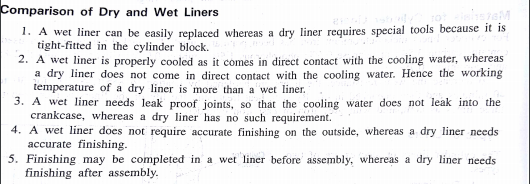 Comparison of Dry and Wet Liners
1. A wet liner can be easily replaced whereas a dry liner requires special tools because it is
tight-fitted in the cylinder block.
2. A wet liner is properly cooled as it comes in direct contact with the cooling water, whereas
a dry liner does not come in direct contact with the cooling water. Hence the working
temperature of a dry liner is more than a wet liner.
3. A wet liner needs leak proof joints, so that the cooling water does not leak into the
crankcase, whereas a dry liner has no such requirement.
4. A wet liner does not require accurate finishing on the outside, whereas a dry liner needs
accurate finishing.
5. Finishing may be completed in a wet liner before assembly, whereas a dry liner needs
finishing after assembly.